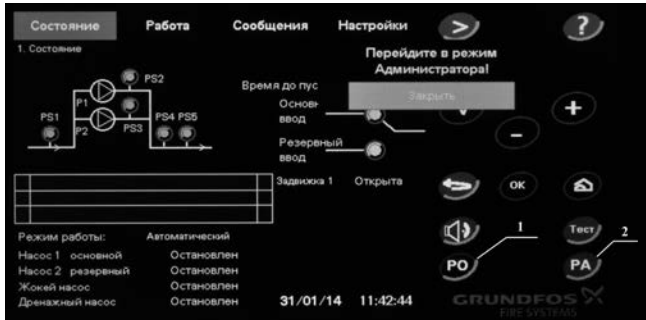 Состояние Работа Сообщения Настройки > ?
1. Состояние
Перейдите в режим
Администратора!
Закрыть
PS2
Время до пус
P1
Основн
ввод
+
PS1
PS4 PS5
P2
PS3
-
Резервный
ввод
Задвижка 1 Открыта
OK
Режим работы: Автоматический
1
Тест
2
Насос 1 основной Остановлен
Насос 2 резервный Остановлен
PO
PA
Жокей насос Остановлен
Дренажный насос Остановлен
31/01/14 11:42:44
GRUNDFOS
FIRE SYSTEMS